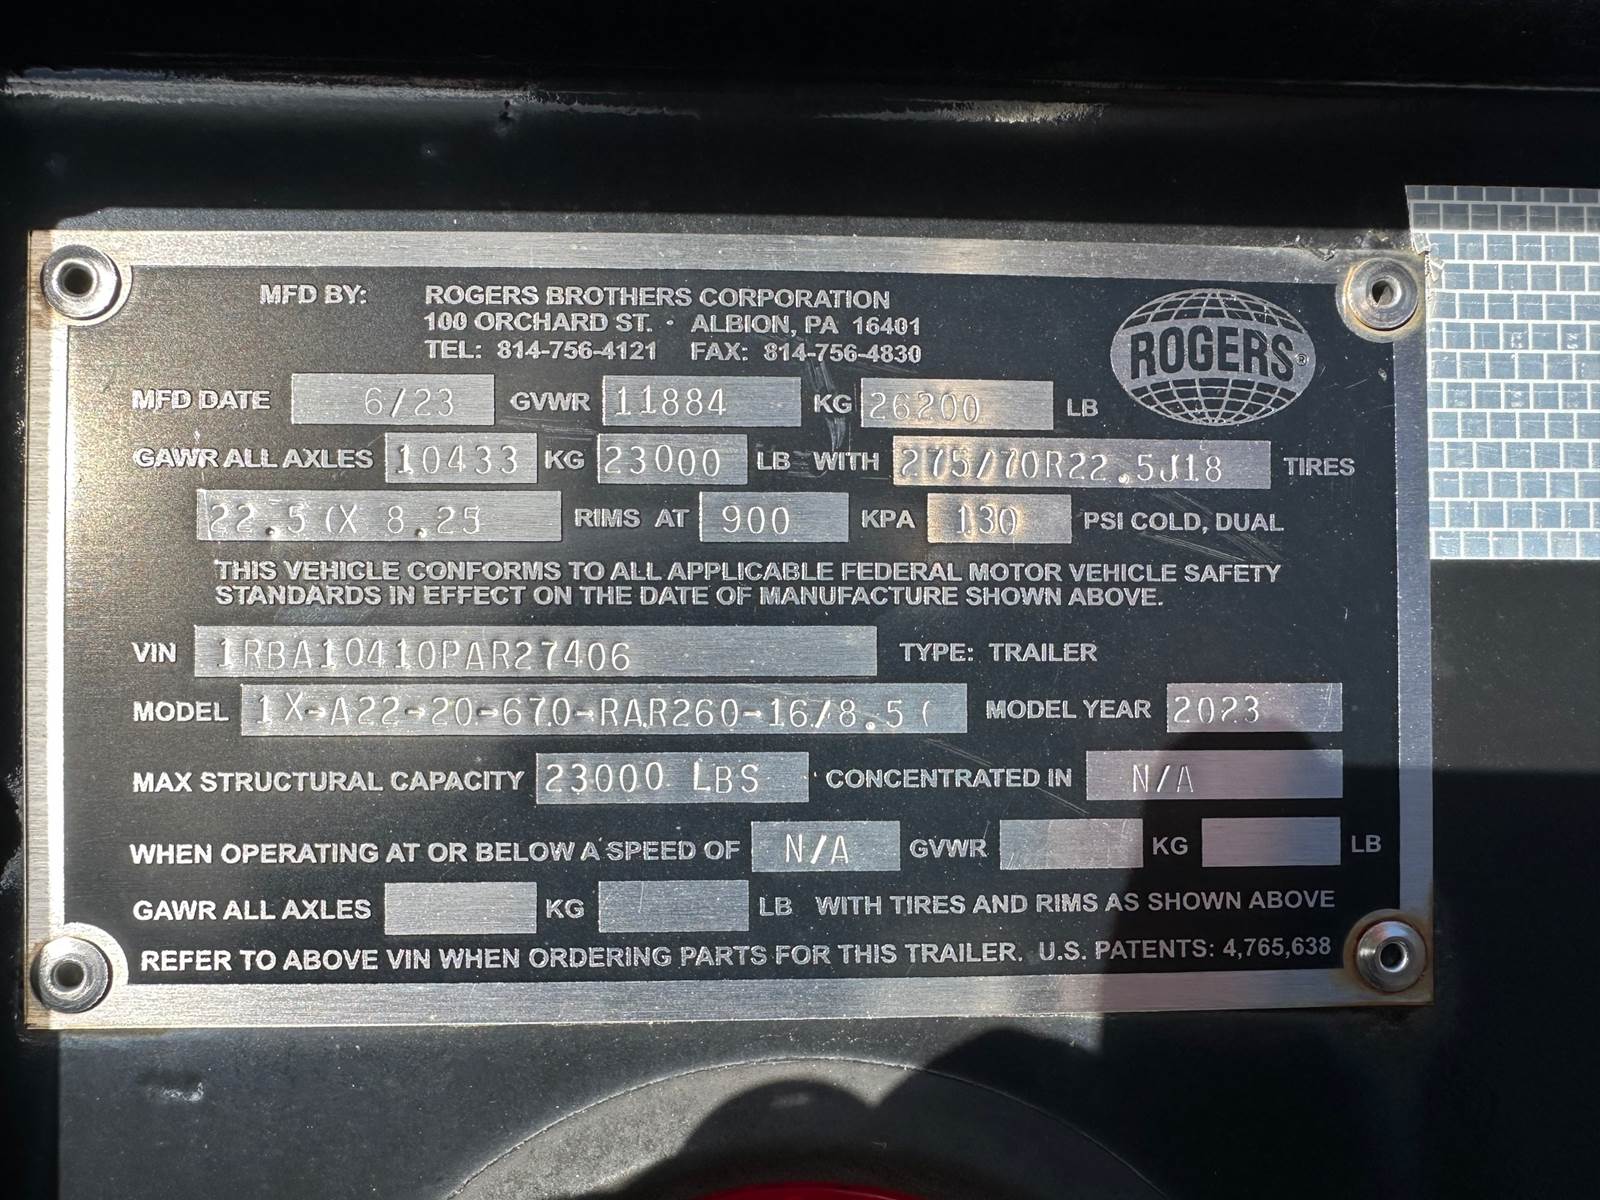 MFD BY: ROGERS BROTHERS CORPORATION
100 ORCHARD ST. · ALBION, PA 16401
TEL: 814-756-4121 FAX: 814-756-4830
ROGERS®
MFD DATE 6/23 GVWR 11884 KG 26200 LB
GAWR ALL AXLES 10433 KG 23000 LB WITH 275/70R22.5J18 TIRES
22.5 (X 8.25 RIMS AT 900 KPA 130 PSI COLD, DUAL
THIS VEHICLE CONFORMS TO ALL APPLICABLE FEDERAL MOTOR VEHICLE SAFETY
STANDARDS IN EFFECT ON THE DATE OF MANUFACTURE SHOWN ABOVE.
VIN 1RBA10410PAR27406 TYPE: TRAILER
MODEL 1X-A22-20-670-RAR260-16/8.5( MODEL YEAR 2023
MAX STRUCTURAL CAPACITY 23000 LBS CONCENTRATED IN N/A
WHEN OPERATING AT OR BELOW A SPEED OF N/A GVWR KG LB
GAWR ALL AXLES KG LB WITH TIRES AND RIMS AS SHOWN ABOVE
REFER TO ABOVE VIN WHEN ORDERING PARTS FOR THIS TRAILER. U.S. PATENTS: 4,765,638